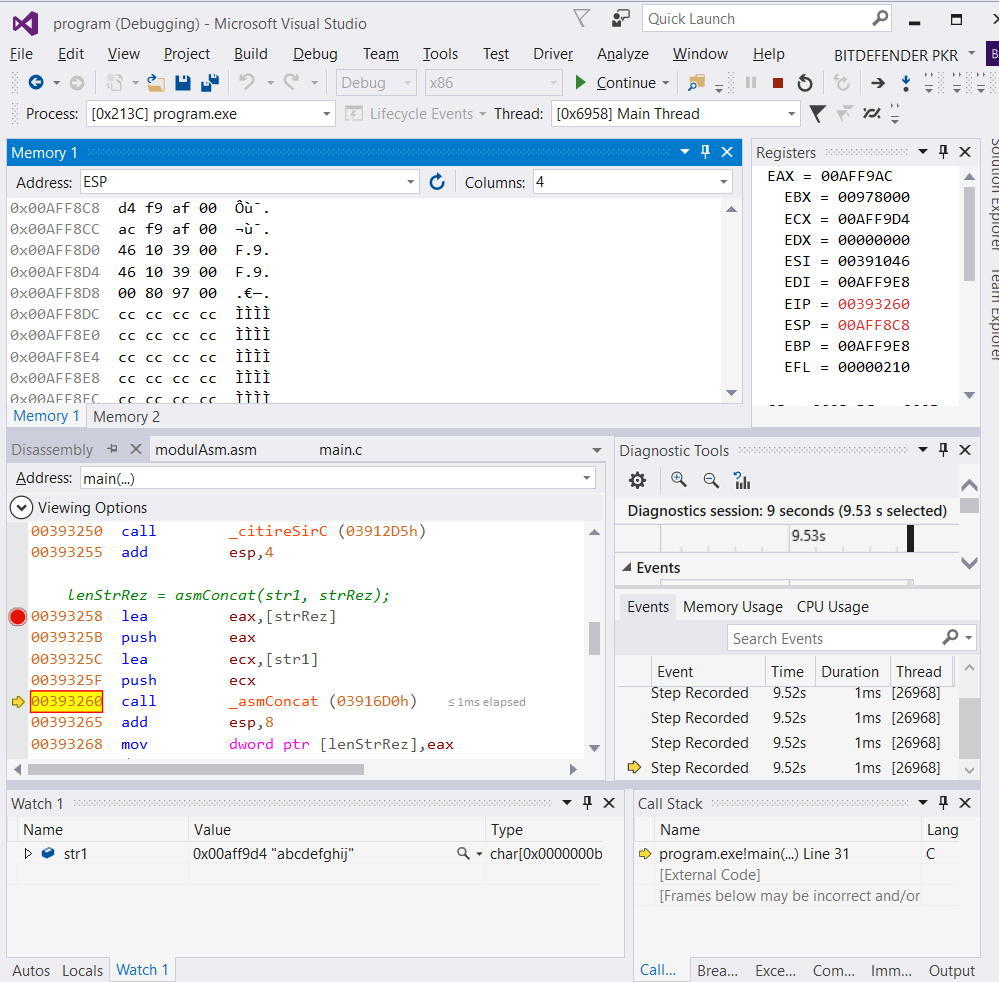 program (Debugging) - Microsoft Visual Studio
Quick Launch
File Edit View Project Build Debug Team Tools Test Driver Analyze Window Help BITDEFENDER PKR B
Debug x86 Continue
Process: [0x213C] program.exe Lifecycle Events Thread: [0x6958] Main Thread
Memory 1
Address: ESP Columns: 4
0x00AFF8C8 d4 f9 af 00 Ôù¯.
0x00AFF8CC ac f9 af 00 ¬ù¯.
0x00AFF8D0 46 10 39 00 F.9.
0x00AFF8D4 46 10 39 00 F.9.
0x00AFF8D8 00 80 97 00 .€—.
0x00AFF8DC cc cc cc cc ÌÌÌÌ
0x00AFF8E0 cc cc cc cc ÌÌÌÌ
0x00AFF8E4 cc cc cc cc ÌÌÌÌ
0x00AFF8E8 cc cc cc cc ÌÌÌÌ
0x00AFF8EC cc cc cc cc ÌÌÌÌ
Memory 1 Memory 2
Registers
EAX = 00AFF9AC
EBX = 00978000
ECX = 00AFF9D4
EDX = 00000000
ESI = 00391046
EDI = 00AFF9E8
EIP = 00393260
ESP = 00AFF8C8
EBP = 00AFF9E8
EFL = 00000210
Solution Explorer
Team Explorer
Disassembly modulAsm.asm main.c
Address: main(...)
Viewing Options
00393250 call _citireSirC (03912D5h)
00393255 add esp,4
lenStrRez = asmConcat(str1, strRez);
00393258 lea eax,[strRez]
0039325B push eax
0039325C lea ecx,[str1]
0039325F push ecx
00393260 call _asmConcat (03916D0h) ≤ 1ms elapsed
00393265 add esp,8
00393268 mov dword ptr [lenStrRez],eax
Diagnostic Tools
Diagnostics session: 9 seconds (9.53 s selected)
9.53s
Events
Events Memory Usage CPU Usage
Search Events
Event Time Duration Thread
Step Recorded 9.52s 1ms [26968]
Step Recorded 9.52s 1ms [26968]
Step Recorded 9.52s 1ms [26968]
Step Recorded 9.52s 1ms [26968]
Watch 1
Name Value Type
str1 0x00aff9d4 "abcdefghij" char[0x0000000b
Autos Locals Watch 1
Call Stack
Name Lang
program.exe!main(...) Line 31 C
[External Code]
[Frames below may be incorrect and/or
Call... Brea... Exce... Com... Imm... Output